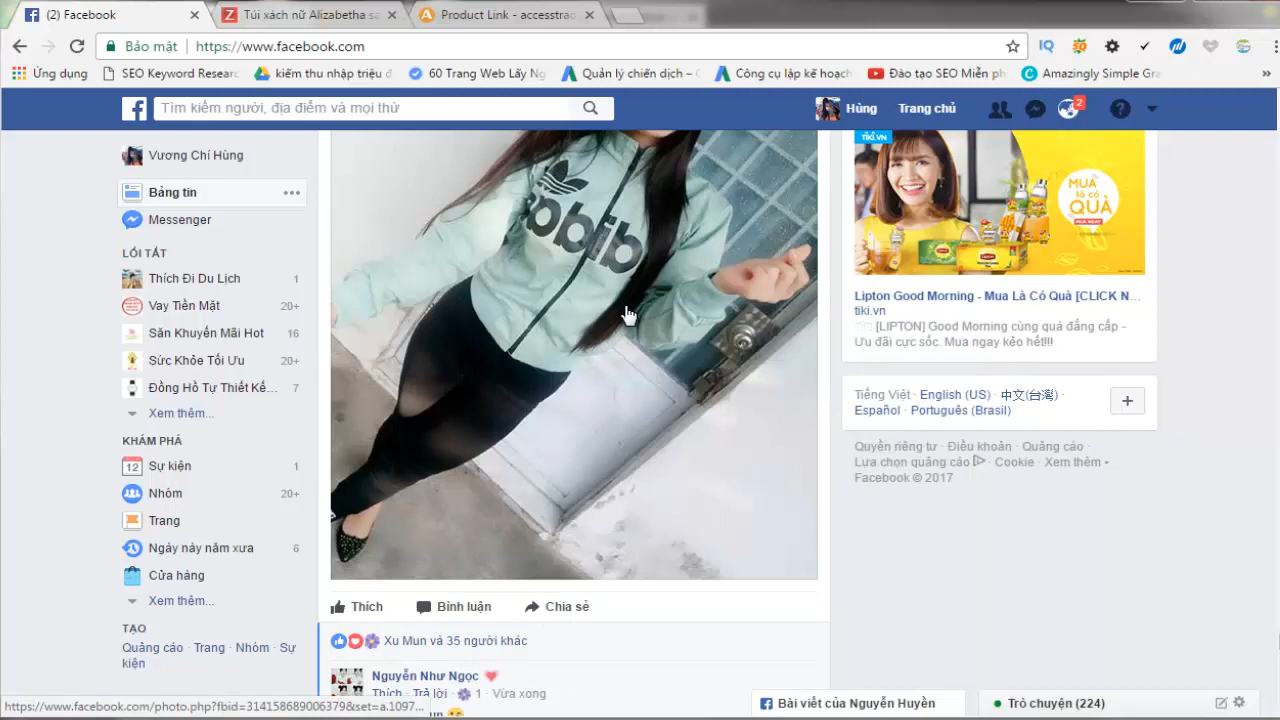 (2) Facebook
Túi xách nữ Alizabetha sa
Product Link - accesstrac
Bảo mật
https://www.facebook.com
Ứng dụng
SEO Keyword Researc
kiếm thu nhập triệu đ
60 Trang Web Lấy Ng
Quản lý chiến dịch – G
Công cụ lập kế hoạch
Đào tạo SEO Miễn ph
Amazingly Simple Gra
Tìm kiếm người, địa điểm và mọi thứ
Hùng
Trang chủ
2
Vương Chí Hùng
Bảng tin
Messenger
LỐI TẮT
Thích Đi Du Lịch 1
Vay Tiền Mặt 20+
Săn Khuyến Mãi Hot 16
Sức Khỏe Tối Ưu 20+
Đồng Hồ Tự Thiết Kế... 7
Xem thêm...
KHÁM PHÁ
12 Sự kiện 1
Nhóm 20+
Trang
Ngày này năm xưa 6
Cửa hàng
Xem thêm...
TẠO
Quảng cáo · Trang · Nhóm · Sự
kiện
Thích Bình luận Chia sẻ
Xu Mun và 35 người khác
Nguyễn Như Ngọc
Thích · Trả lời · 1 · Vừa xong
TIKI.VN
MUA
là có
QUÀ
MUA NGAY
Lipton Good Morning - Mua Là Có Quà [CLICK N...
tiki.vn
[LIPTON] Good Morning cùng quà đẳng cấp -
Ưu đãi cực sốc. Mua ngay kẻo hết!!!
Tiếng Việt · English (US) · 中文(台灣) ·
Español · Português (Brasil)
Quyền riêng tư · Điều khoản · Quảng cáo ·
Lựa chọn quảng cáo · Cookie · Xem thêm
Facebook © 2017
https://www.facebook.com/photo.php?fbid=314158689006379&set=a.1097...
Bài viết của Nguyễn Huyền
Trò chuyện (224)